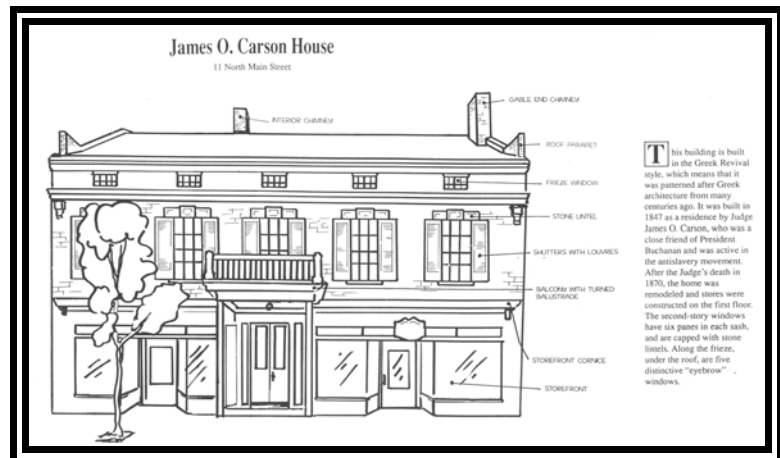 James O. Carson House
11 North Main Street
GABLE END CHIMNEY
INTERIOR CHIMNEY
ROOF PARAPET
FRIEZE WINDOW
STONE LINTEL
SHUTTERS WITH LOUVRES
BALCONY WITH TURNED
BALUSTRADE
STOREFRONT CORNICE
STOREFRONT
This building is built
in the Greek Revival
style, which means that it
was patterned after Greek
architecture from many
centuries ago. It was built in
1847 as a residence by Judge
James O. Carson, who was a
close friend of President
Buchanan and was active in
the antislavery movement.
After the Judge's death in
1870, the home was
remodeled and stores were
constructed on the first floor.
The second-story windows
have six panes in each sash,
and are capped with stone
lintels. Along the frieze,
under the roof, are five
distinctive "eyebrow"
windows.